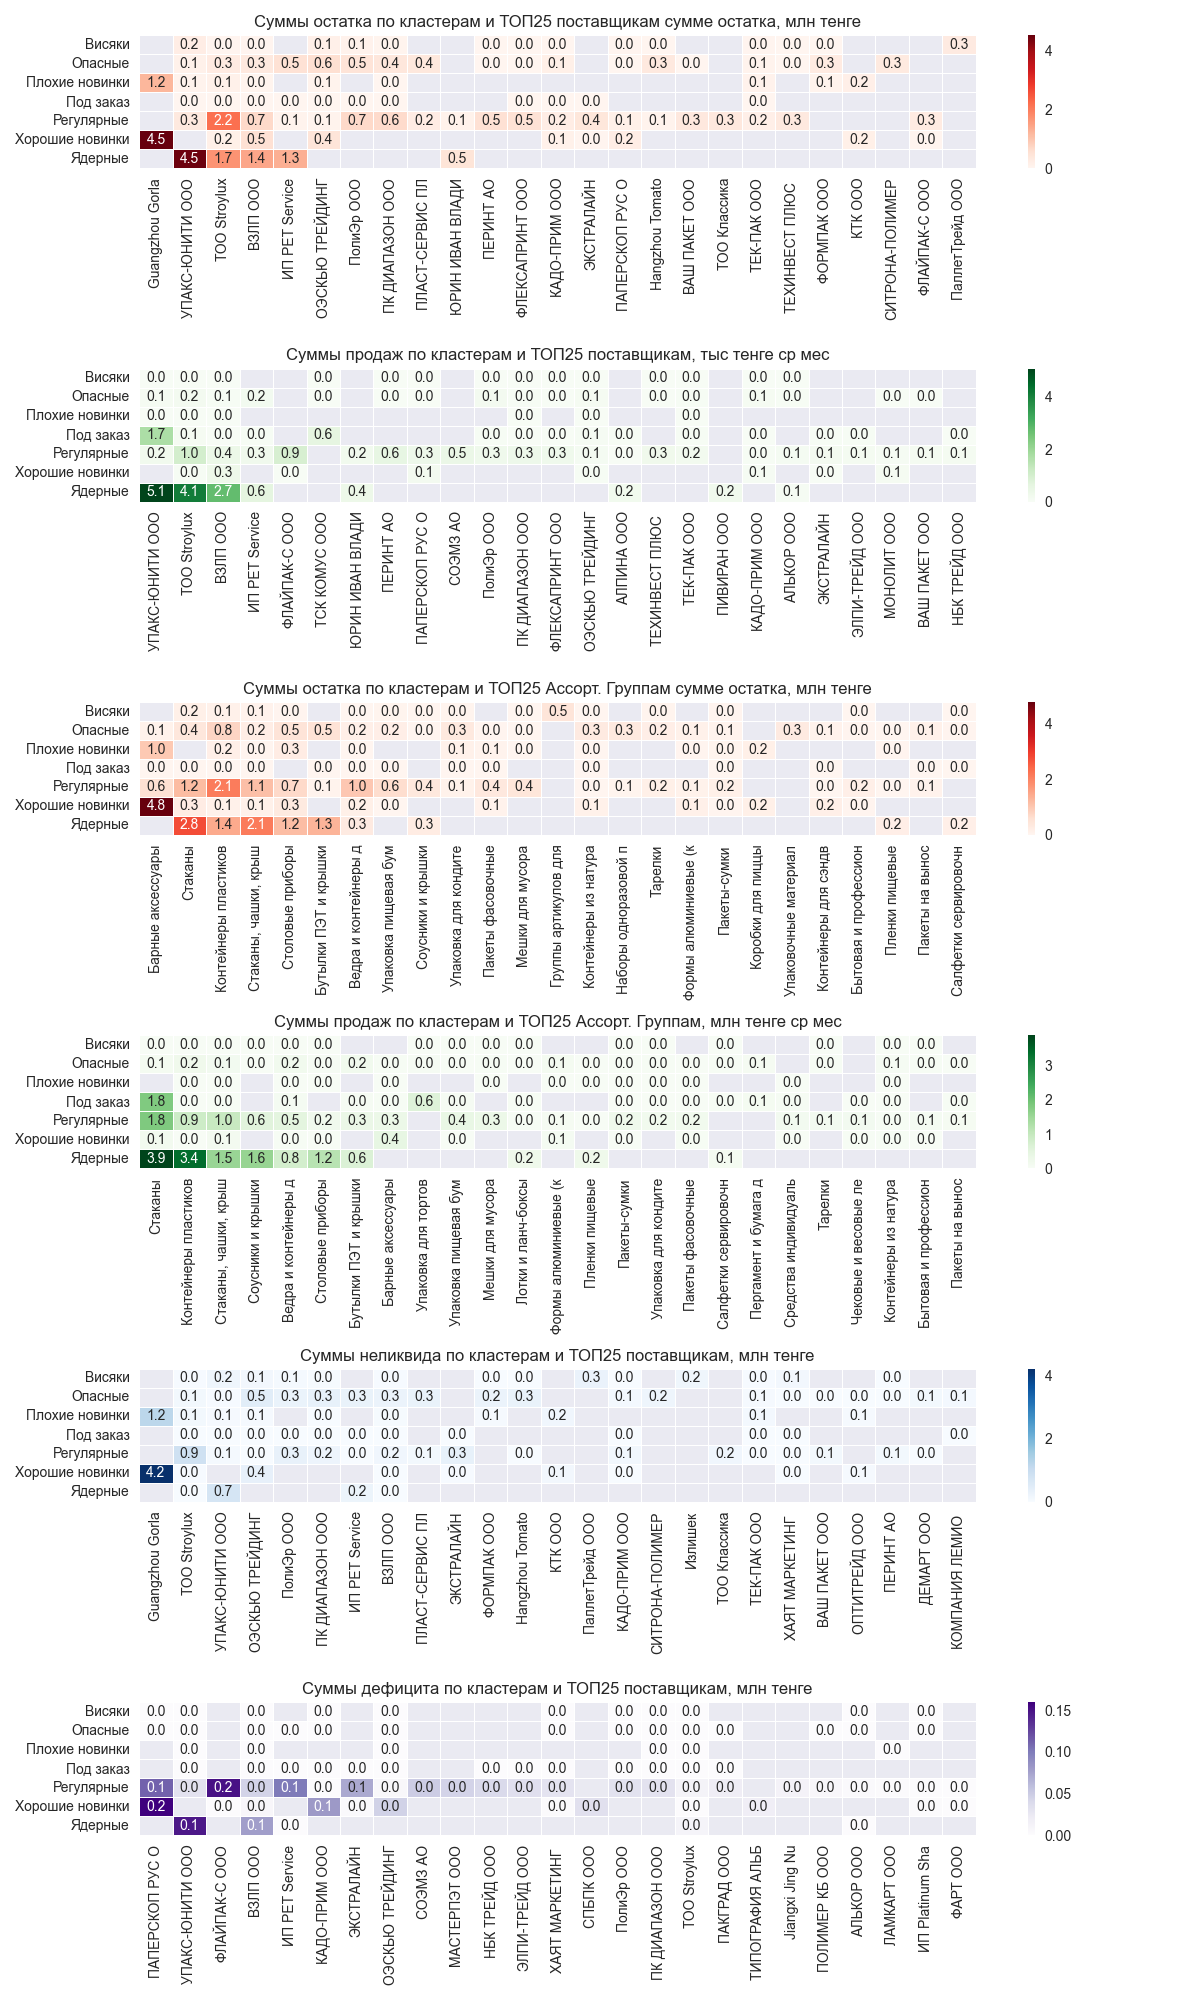 Суммы остатка по кластерам и ТОП25 поставщикам сумме остатка, млн тенге
Висяки 0.2 0.0 0.0 0.1 0.1 0.0 0.0 0.0 0.0 0.0 0.0 0.0 0.0 0.0 0.3
Опасные 0.1 0.3 0.3 0.5 0.6 0.5 0.4 0.4 0.0 0.0 0.1 0.0 0.3 0.0 0.1 0.0 0.3 0.3
Плохие новинки 1.2 0.1 0.1 0.0 0.1 0.0 0.1 0.1 0.2
Под заказ 0.0 0.0 0.0 0.0 0.0 0.0 0.0 0.0 0.0 0.0 0.0
Регулярные 0.3 2.2 0.7 0.1 0.1 0.7 0.6 0.2 0.1 0.5 0.5 0.2 0.4 0.1 0.1 0.3 0.3 0.2 0.3 0.3
Хорошие новинки 4.5 0.2 0.5 0.4 0.1 0.0 0.2 0.2 0.0
Ядерные 4.5 1.7 1.4 1.3 0.5
4
2
0
Guangzhou Gorla
УПАКС-ЮНИТИ ООО
ТОО Stroylux
ВЗЛП ООО
ИП РЕТ Service
ОЭСКЬЮ ТРЕЙДИНГ
ПолиЭр ООО
ПК ДИАПАЗОН ООО
ПЛАСТ-СЕРВИС ПЛ
ЮРИН ИВАН ВЛАДИ
ПЕРИНТ АО
ФЛЕКСАПРИНТ ООО
КАДО-ПРИМ ООО
ЭКСТРАЛАЙН
ПАПЕРСКОП РУС О
Hangzhou Tomato
ВАШ ПАКЕТ ООО
ТОО Классика
ТЕК-ПАК ООО
ТЕХИНВЕСТ ПЛЮС
ФОРМПАК ООО
КТК ООО
СИТРОНА-ПОЛИМЕР
ФЛАЙПАК-С ООО
ПаллетТрейд ООО
Суммы продаж по кластерам и ТОП25 поставщикам, тыс тенге ср мес
Висяки 0.0 0.0 0.0 0.0 0.0 0.0 0.0 0.0 0.0 0.0 0.0 0.0 0.0 0.0
Опасные 0.1 0.2 0.1 0.2 0.0 0.0 0.0 0.1 0.0 0.0 0.1 0.0 0.0 0.1 0.0 0.0 0.0
Плохие новинки 0.0 0.0 0.0 0.0 0.0 0.0
Под заказ 1.7 0.1 0.0 0.0 0.6 0.0 0.0 0.0 0.1 0.0 0.0 0.0 0.0 0.0 0.0
Регулярные 0.2 1.0 0.4 0.3 0.9 0.2 0.6 0.3 0.5 0.3 0.3 0.3 0.1 0.0 0.3 0.2 0.0 0.1 0.1 0.1 0.1 0.1 0.1
Хорошие новинки 0.0 0.3 0.0 0.1 0.0 0.1 0.0 0.1
Ядерные 5.1 4.1 2.7 0.6 0.4 0.2 0.2 0.1
4
2
0
УПАКС-ЮНИТИ ООО
ТОО Stroylux
ВЗЛП ООО
ИП РЕТ Service
ФЛАЙПАК-С ООО
ТСК КОМУС ООО
ЮРИН ИВАН ВЛАДИ
ПЕРИНТ АО
ПАПЕРСКОП РУС О
СОЭМЗ АО
ПолиЭр ООО
ПК ДИАПАЗОН ООО
ФЛЕКСАПРИНТ ООО
ОЭСКЬЮ ТРЕЙДИНГ
АЛПИНА ООО
ТЕХИНВЕСТ ПЛЮС
ТЕК-ПАК ООО
ПИВИРАН ООО
КАДО-ПРИМ ООО
АЛЬКОР ООО
ЭКСТРАЛАЙН
ЭЛПИ-ТРЕЙД ООО
МОНОЛИТ ООО
ВАШ ПАКЕТ ООО
НБК ТРЕЙД ООО
Суммы остатка по кластерам и ТОП25 Ассорт. Группам сумме остатка, млн тенге
Висяки 0.2 0.1 0.1 0.0 0.0 0.0 0.0 0.0 0.0 0.5 0.0 0.0 0.0 0.0 0.0
Опасные 0.1 0.4 0.8 0.2 0.5 0.5 0.2 0.2 0.0 0.3 0.0 0.0 0.3 0.3 0.2 0.1 0.1 0.3 0.1 0.0 0.0 0.1 0.0
Плохие новинки 1.0 0.2 0.0 0.3 0.0 0.1 0.1 0.0 0.0 0.0 0.0 0.2 0.0
Под заказ 0.0 0.0 0.0 0.0 0.0 0.0 0.0 0.0 0.0 0.0 0.0 0.0 0.0 0.0
Регулярные 0.6 1.2 2.1 1.1 0.7 0.1 1.0 0.6 0.4 0.1 0.4 0.4 0.0 0.1 0.2 0.1 0.2 0.0 0.2 0.0 0.1
Хорошие новинки 4.8 0.3 0.1 0.1 0.3 0.2 0.0 0.1 0.1 0.1 0.0 0.2 0.2 0.0
Ядерные 2.8 1.4 2.1 1.2 1.3 0.3 0.3 0.2 0.2
4
2
0
Барные аксессуары
Стаканы
Контейнеры пластиков
Стаканы, чашки, крыш
Столовые приборы
Бутылки ПЭТ и крышки
Ведра и контейнеры д
Упаковка пищевая бум
Соусники и крышки
Упаковка для кондите
Пакеты фасовочные
Мешки для мусора
Группы артикулов для
Контейнеры из натура
Наборы одноразовой п
Тарелки
Формы алюминиевые (к
Пакеты-сумки
Коробки для пиццы
Упаковочные материал
Контейнеры для сэндв
Бытовая и профессион
Пленки пищевые
Пакеты на вынос
Салфетки сервировочн
Суммы продаж по кластерам и ТОП25 Ассорт. Группам, млн тенге ср мес
Висяки 0.0 0.0 0.0 0.0 0.0 0.0 0.0 0.0 0.0 0.0 0.0 0.0 0.0 0.0 0.0 0.0
Опасные 0.1 0.2 0.1 0.0 0.2 0.0 0.2 0.0 0.0 0.0 0.0 0.0 0.1 0.0 0.0 0.0 0.0 0.0 0.1 0.0 0.1 0.0 0.0
Плохие новинки 0.0 0.0 0.0 0.0 0.0 0.0 0.0 0.0 0.0 0.0 0.0 0.0 0.0
Под заказ 1.8 0.0 0.0 0.1 0.0 0.0 0.6 0.0 0.0 0.0 0.0 0.0 0.0 0.1 0.0 0.0 0.0 0.0
Регулярные 1.8 0.9 1.0 0.6 0.5 0.2 0.3 0.3 0.4 0.3 0.0 0.1 0.0 0.2 0.2 0.2 0.1 0.1 0.1 0.0 0.1 0.1
Хорошие новинки 0.1 0.0 0.1 0.0 0.0 0.4 0.0 0.1 0.0 0.0 0.0 0.0 0.0 0.0
Ядерные 3.9 3.4 1.5 1.6 0.8 1.2 0.6 0.2 0.2 0.1
3
2
1
0
Стаканы
Контейнеры пластиков
Стаканы, чашки, крыш
Соусники и крышки
Ведра и контейнеры д
Столовые приборы
Бутылки ПЭТ и крышки
Барные аксессуары
Упаковка для тортов
Упаковка пищевая бум
Мешки для мусора
Лотки и ланч-боксы
Формы алюминиевые (к
Пленки пищевые
Пакеты-сумки
Упаковка для кондите
Пакеты фасовочные
Салфетки сервировочн
Пергамент и бумага д
Средства индивидуаль
Тарелки
Чековые и весовые ле
Контейнеры из натура
Бытовая и профессион
Пакеты на вынос
Суммы неликвида по кластерам и ТОП25 поставщикам, млн тенге
Висяки 0.0 0.2 0.1 0.1 0.0 0.0 0.0 0.0 0.3 0.2 0.0 0.1 0.0
Опасные 0.1 0.0 0.5 0.3 0.3 0.3 0.3 0.3 0.2 0.3 0.1 0.2 0.1 0.0 0.0 0.0 0.0 0.1 0.1
Плохие новинки 1.2 0.1 0.1 0.1 0.0 0.0 0.1 0.2 0.1 0.1
Под заказ 0.0 0.0 0.0 0.0 0.0 0.0 0.0 0.0 0.0 0.0 0.0 0.0
Регулярные 0.9 0.1 0.0 0.3 0.2 0.0 0.2 0.1 0.3 0.0 0.1 0.2 0.0 0.0 0.1 0.1 0.0
Хорошие новинки 4.2 0.0 0.4 0.0 0.0 0.1 0.0 0.0 0.1
Ядерные 0.0 0.7 0.2 0.0
4
2
0
Guangzhou Gorla
ТОО Stroylux
УПАКС-ЮНИТИ ООО
ОЭСКЬЮ ТРЕЙДИНГ
ПолиЭр ООО
ПК ДИАПАЗОН ООО
ИП РЕТ Service
ВЗЛП ООО
ПЛАСТ-СЕРВИС ПЛ
ЭКСТРАЛАЙН
ФОРМПАК ООО
Hangzhou Tomato
КТК ООО
ПаллетТрейд ООО
КАДО-ПРИМ ООО
СИТРОНА-ПОЛИМЕР
Излишек
ТОО Классика
ТЕК-ПАК ООО
ХАЯТ МАРКЕТИНГ
ВАШ ПАКЕТ ООО
ОПТИТРЕЙД ООО
ПЕРИНТ АО
ДЕМАРТ ООО
КОМПАНИЯ ЛЕМИО
Суммы дефицита по кластерам и ТОП25 поставщикам, млн тенге
Висяки 0.0 0.0 0.0 0.0 0.0 0.0 0.0 0.0 0.0 0.0 0.0
Опасные 0.0 0.0 0.0 0.0 0.0 0.0 0.0 0.0 0.0 0.0 0.0 0.0 0.0 0.0
Плохие новинки 0.0 0.0 0.0 0.0 0.0 0.0
Под заказ 0.0 0.0 0.0 0.0 0.0 0.0 0.0 0.0 0.0 0.0 0.0 0.0 0.0
Регулярные 0.1 0.0 0.2 0.0 0.1 0.0 0.1 0.0 0.0 0.0 0.0 0.0 0.0 0.0 0.0 0.0 0.0 0.0 0.0 0.0 0.0 0.0 0.0
Хорошие новинки 0.2 0.0 0.0 0.1 0.0 0.0 0.0 0.0 0.0 0.0 0.0 0.0
Ядерные 0.1 0.1 0.0 0.0 0.0
0.15
0.10
0.05
0.00
ПАПЕРСКОП РУС О
УПАКС-ЮНИТИ ООО
ФЛАЙПАК-С ООО
ВЗЛП ООО
ИП РЕТ Service
КАДО-ПРИМ ООО
ЭКСТРАЛАЙН
ОЭСКЬЮ ТРЕЙДИНГ
СОЭМЗ АО
МАСТЕРПЭТ ООО
НБК ТРЕЙД ООО
ЭЛПИ-ТРЕЙД ООО
ХАЯТ МАРКЕТИНГ
СПБПК ООО
ПолиЭр ООО
ПК ДИАПАЗОН ООО
ТОО Stroylux
ПАКГРАД ООО
ТИПОГРАФИЯ АЛЬБ
Jiangxi Jing Nu
ПОЛИМЕР КБ ООО
АЛЬКОР ООО
ЛАМКАРТ ООО
ИП Platinum Sha
ФАРТ ООО